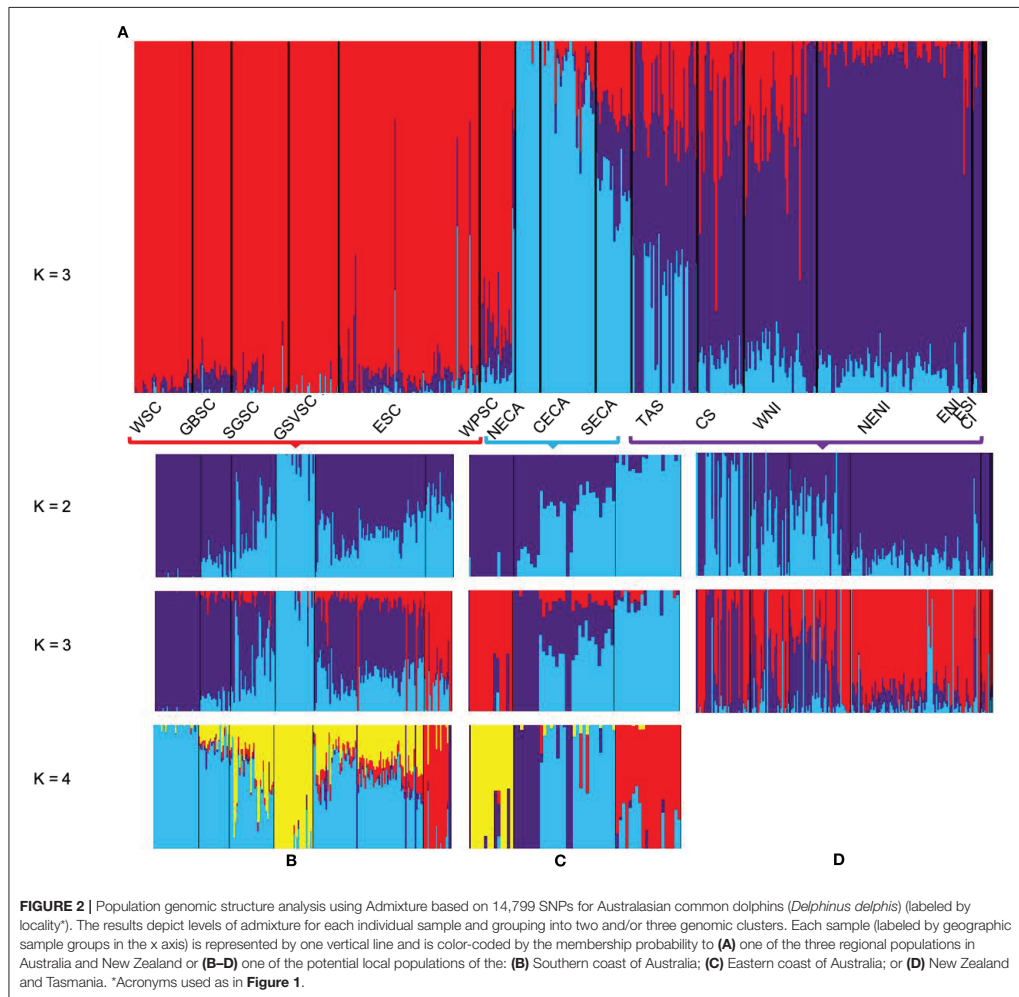 A
K = 3
WSC GBSC SGSC GSVSC ESC WPSC NECA CECA SECA TAS CS WNI NENI ENI ESI CI
K = 2
K = 3
K = 4
B C D
FIGURE 2 | Population genomic structure analysis using Admixture based on 14,799 SNPs for Australasian common dolphins (Delphinus delphis) (labeled by
locality*). The results depict levels of admixture for each individual sample and grouping into two and/or three genomic clusters. Each sample (labeled by geographic
sample groups in the x axis) is represented by one vertical line and is color-coded by the membership probability to (A) one of the three regional populations in
Australia and New Zealand or (B–D) one of the potential local populations of the: (B) Southern coast of Australia; (C) Eastern coast of Australia; or (D) New Zealand
and Tasmania. *Acronyms used as in Figure 1.